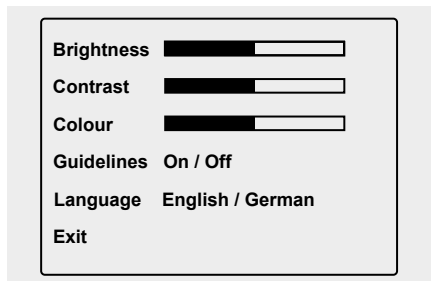 Brightness
Contrast
Colour
Guidelines On / Off
Language English / German
Exit